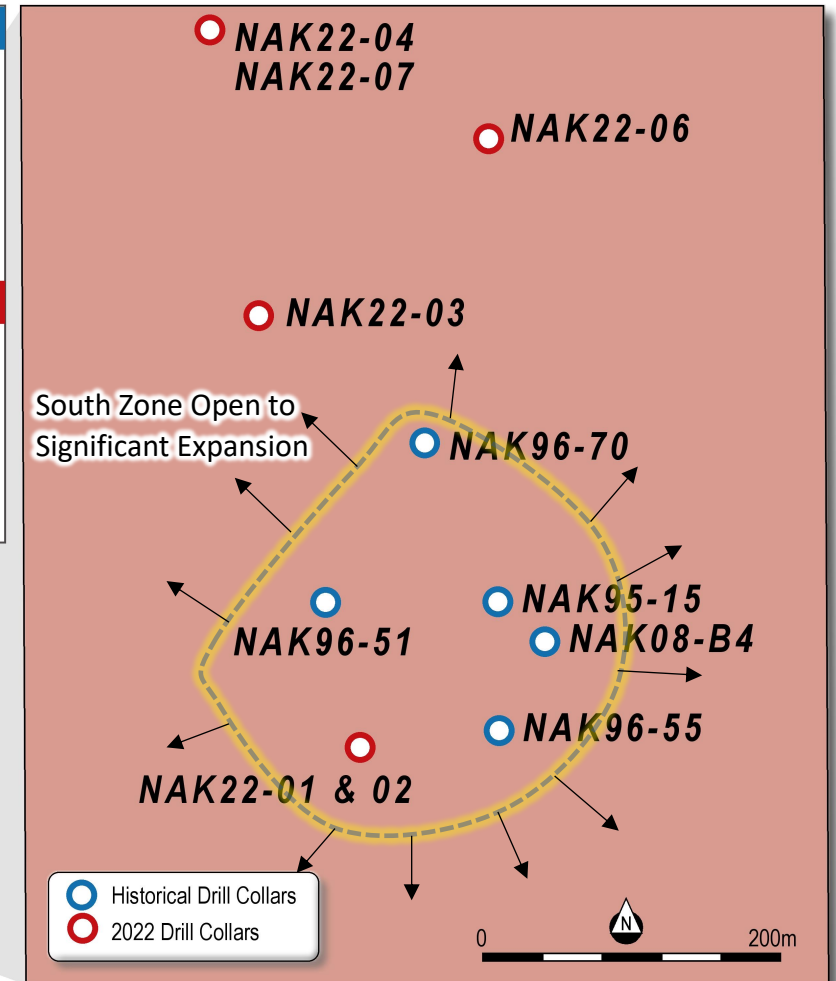 NAK22-04
NAK22-07
NAK22-06
NAK22-03
South Zone Open to
Significant Expansion
NAK96-70
NAK95-15
NAK96-51
NAK08-B4
NAK96-55
NAK22-01 & 02
Historical Drill Collars
2022 Drill Collars
N
0 200m